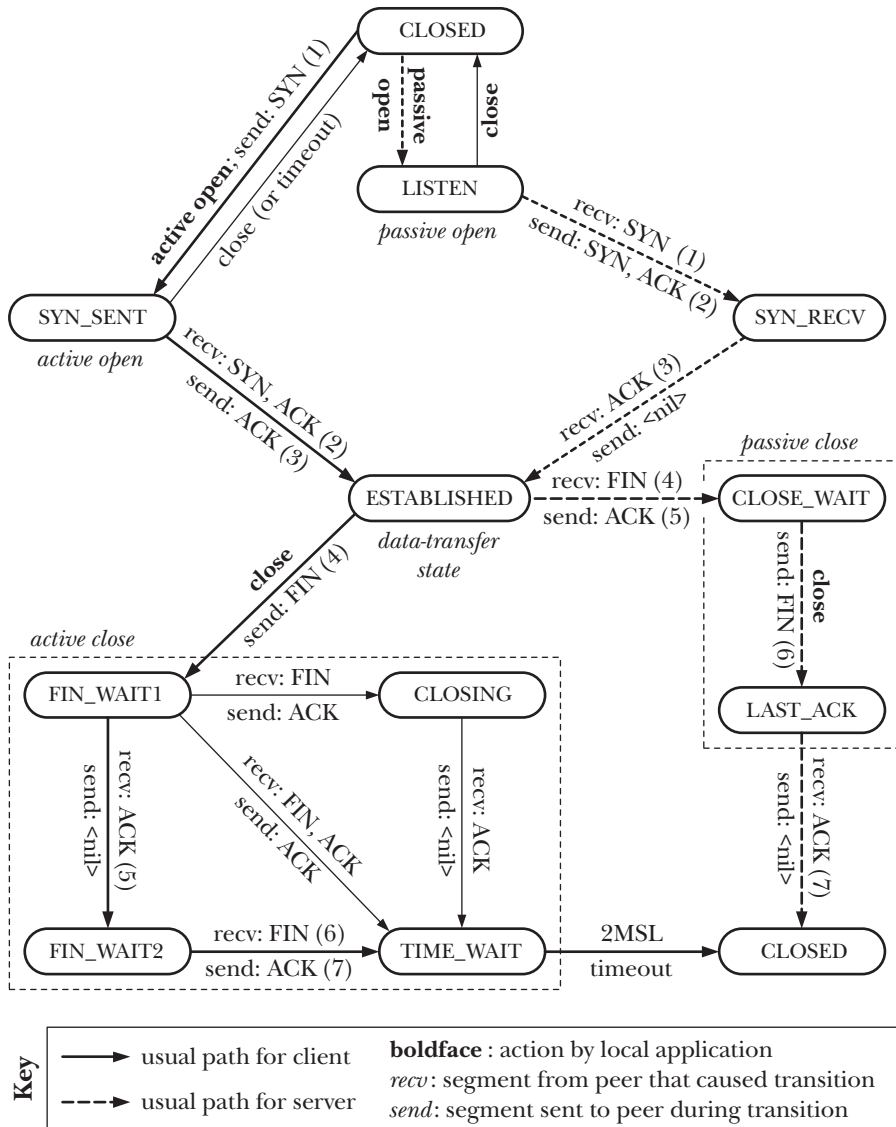 CLOSED
active open; send: SYN (1)
close (or timeout)
passive
open
close
LISTEN
passive open
recv: SYN (1)
send: SYN, ACK (2)
SYN_SENT
active open
SYN_RECV
recv: SYN, ACK (2)
send: ACK (3)
recv: ACK (3)
send: <nil>
passive close
ESTABLISHED
data-transfer
state
recv: FIN (4)
send: ACK (5)
CLOSE_WAIT
close
send: FIN (4)
close
send: FIN (6)
active close
FIN_WAIT1
recv: FIN
send: ACK
CLOSING
LAST_ACK
recv: ACK (5)
send: <nil>
recv: FIN, ACK
send: ACK
recv: ACK
send: <nil>
recv: ACK (7)
send: <nil>
FIN_WAIT2
recv: FIN (6)
send: ACK (7)
TIME_WAIT
2MSL
timeout
CLOSED
Key
usual path for client
usual path for server
boldface : action by local application
recv: segment from peer that caused transition
send: segment sent to peer during transition